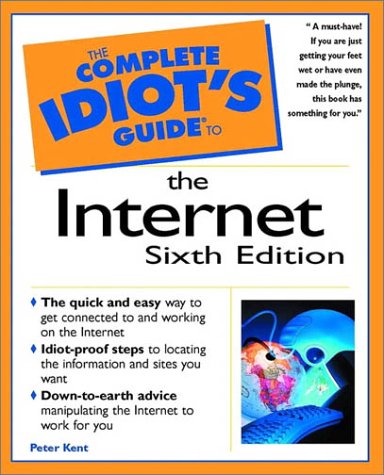 THE
COMPLETE
IDIOT'S
GUIDE® TO
" A must-have!
If you are just
getting your feet
wet or have even
made the plunge,
this book has
something for you."
the
Internet
Sixth Edition
♦ The quick and easy way to
get connected to and working
on the Internet
♦ Idiot-proof steps to locating
the information and sites you
want
♦ Down-to-earth advice
manipulating the Internet to
work for you
Peter Kent